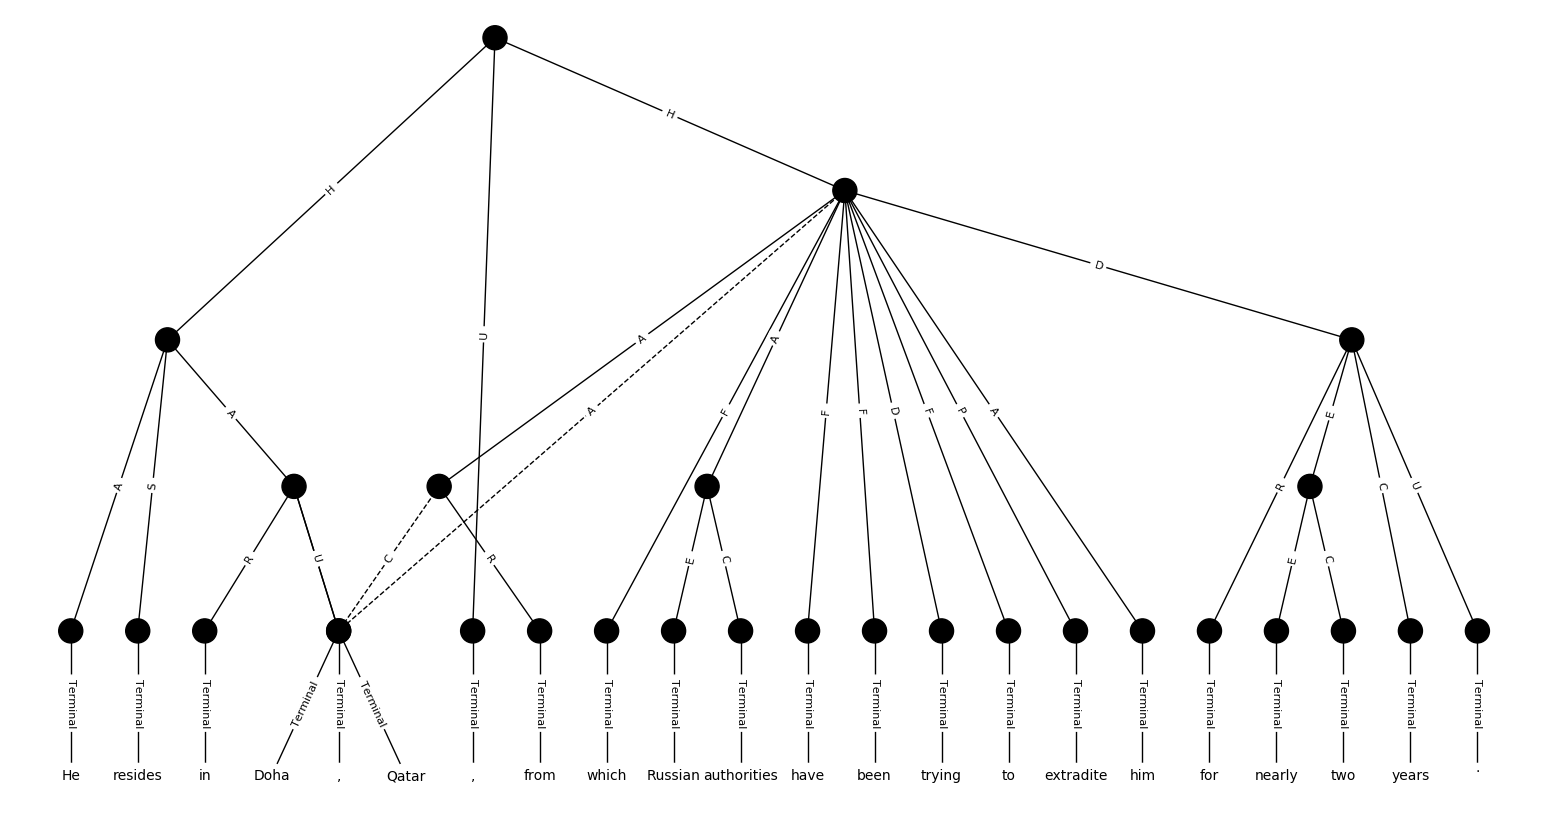 H
H
D
U
A
A
A
F
A
F
F
D
F
P
A
A
S
R
E
C
U
R
U
C
R
E
C
E
C
Terminal Terminal Terminal Terminal Terminal Terminal Terminal Terminal Terminal Terminal Terminal Terminal Terminal Terminal Terminal Terminal Terminal Terminal Terminal Terminal Terminal Terminal
He resides in Doha , Qatar , from which Russian authorities have been trying to extradite him for nearly two years .